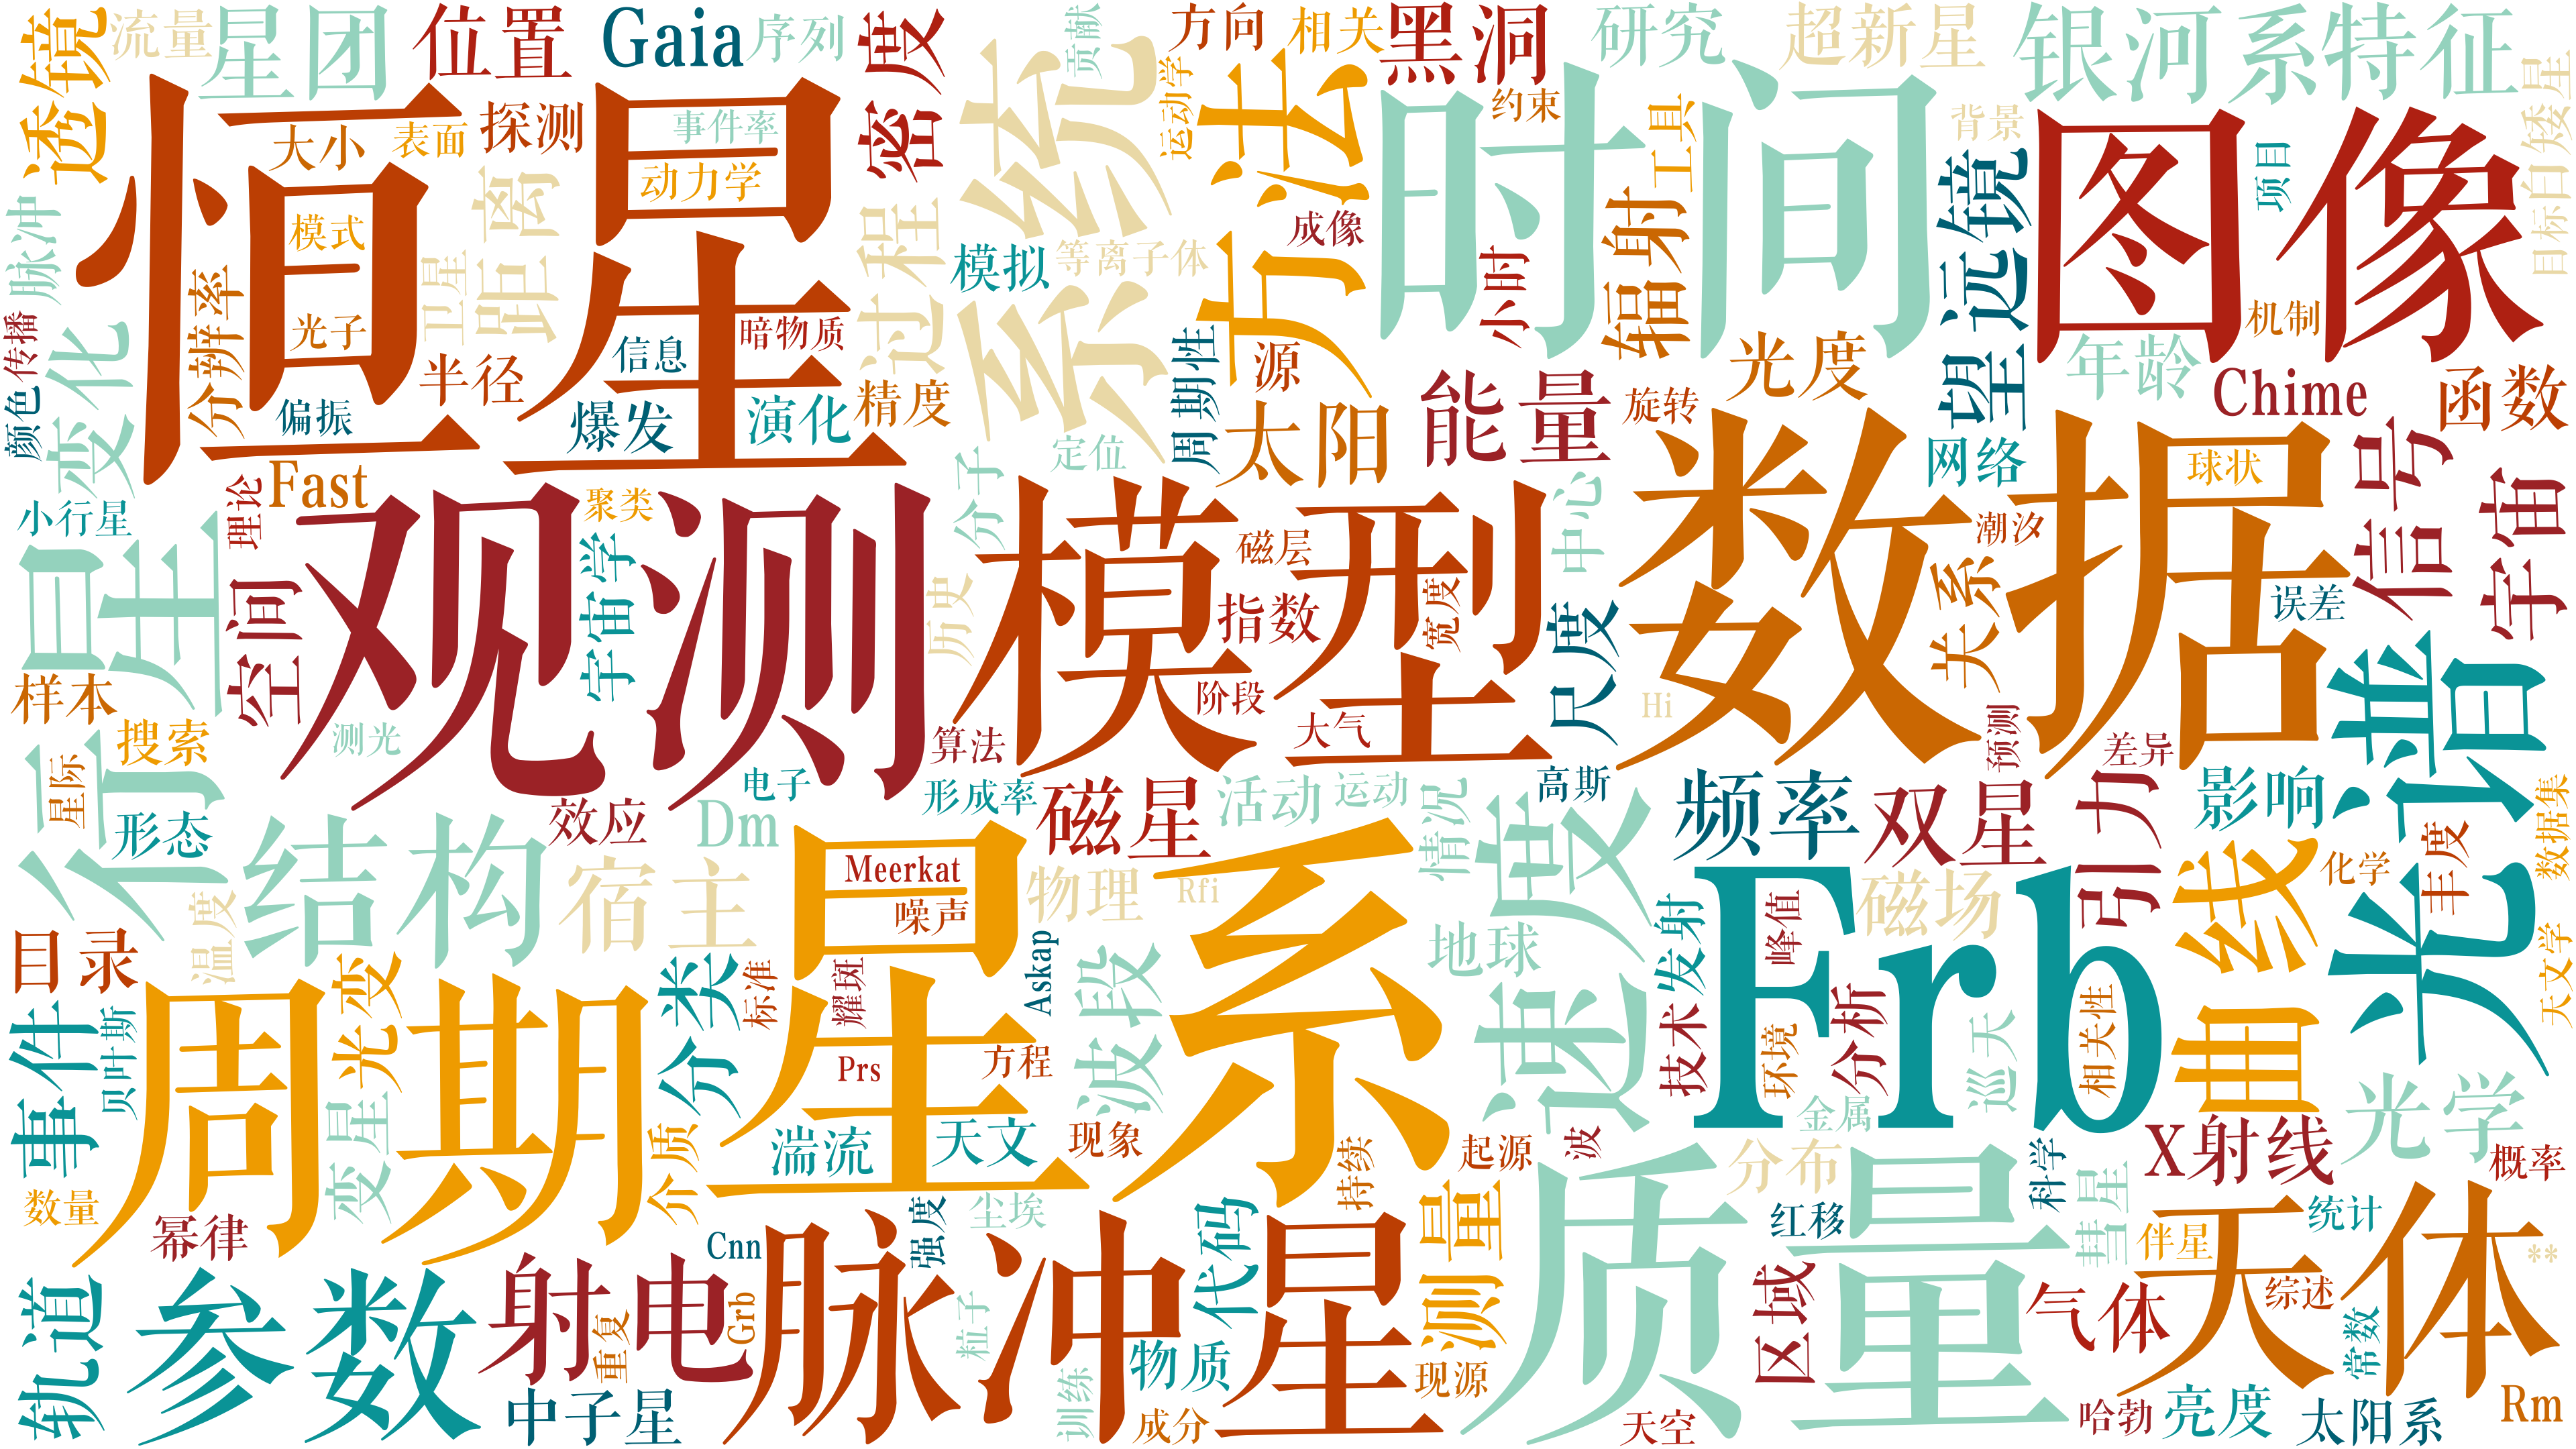 透镜
流量
星团
位置
Gaia
序列
密度
贡献
系统
运动学
方向
相关
方法
黑洞
研究
超新星
银河系
特征
白矮星
恒星
大小
表面
探测
事件率
动力学
模式
光子
距离
卫星
半径
分辨率
偏振
信息
暗物质
爆发
演化
过程
精度
模拟
等离子体
成像
约束
时间
小时
工具
辐射
背景
望远镜
图像
项目
目标
机制
脉冲
传播
颜色
变化
Fast
小行星
理论
聚类
宇宙学
周期性
源
太阳
定位
分子
能量
旋转
光度
年龄
Chime
函数
网络
球状
信号
宇宙
行星
空间
观测
测光
历史
模型
磁层
指数
宽度
阶段
大气
中心
尺度
数据
Hi
潮汐
关系
误差
预测
差异
光谱
样本
搜索
星际
形态
效应
电子
算法
形成率
Dm
磁星
活动
运动
情况
高斯
速度
频率
双星
引力
影响
丰度
化学
数据集
结构
宿主
温度
目录
星系
Meerkat
噪声
耀斑
Prs
方程
Askap
物理
Rfi
波段
地球
发射
技术
Frb
峰值
磁场
分析
环境
金属
巡天
相关性
曲线
天文学
事件
贝叶斯
周期
光变
变星
分类
标准
介质
湍流
天文
现象
持续
起源
波
质量
分布
科学
彗星
X射线
光学
概率
数量
幂律
Cnn
强度
尘埃
代码
测量
红移
伴星
统计
**
轨道
参数
射电
重复
Grb
中子星
脉冲星
粒子
训练
物质
成分
现源
天空
区域
气体
天体
综述
常数
哈勃
亮度
太阳系
Rm